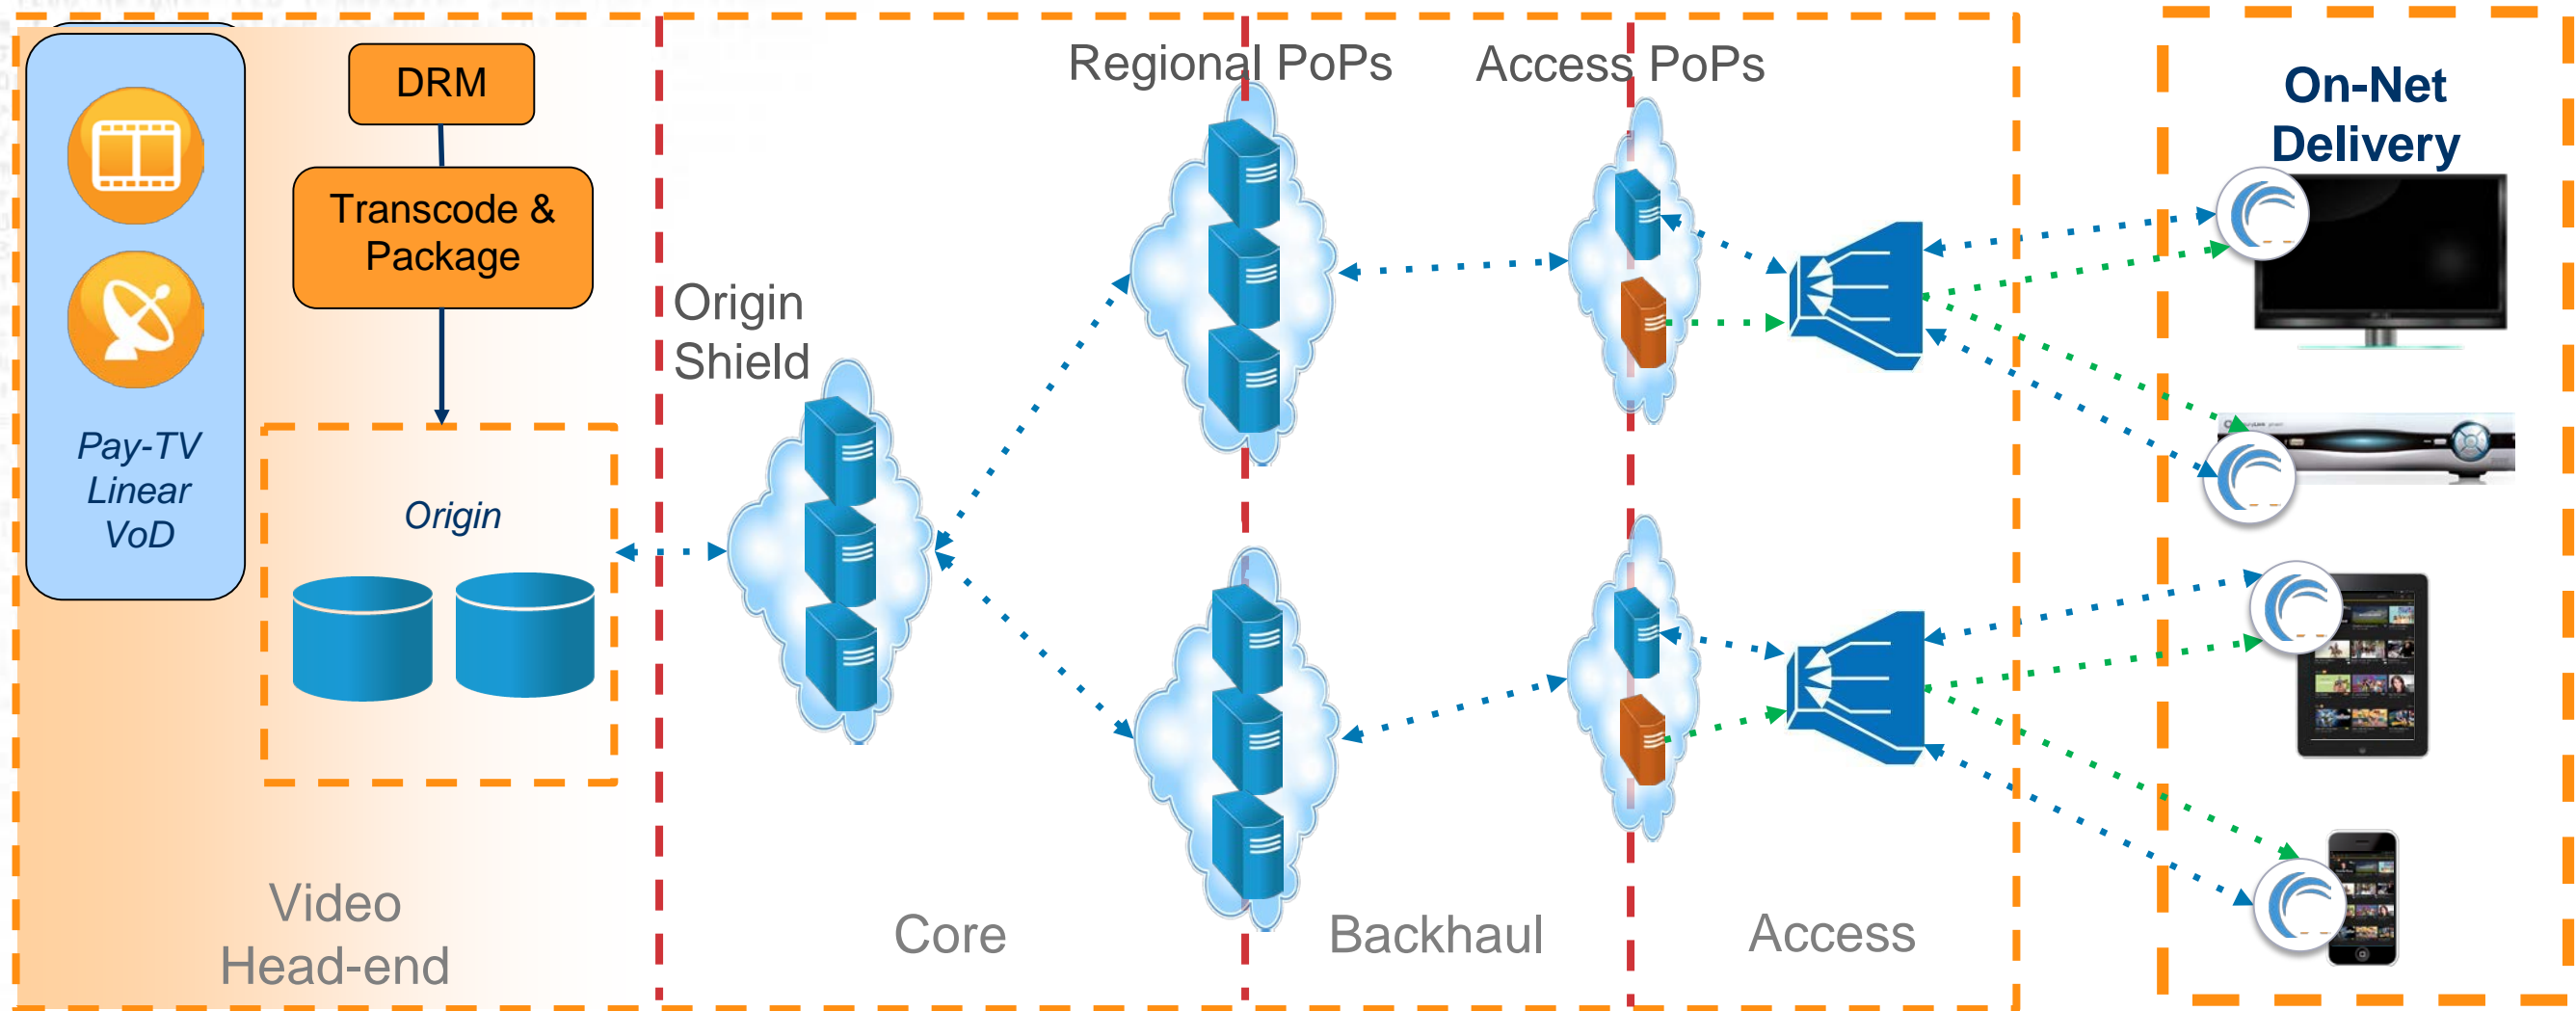 DRM
Transcode &
Package
Pay-TV
Linear
VoD
Origin
Video
Head-end
Origin
Shield
Core
Regional PoPs
Backhaul
Access PoPs
Access
On-Net
Delivery